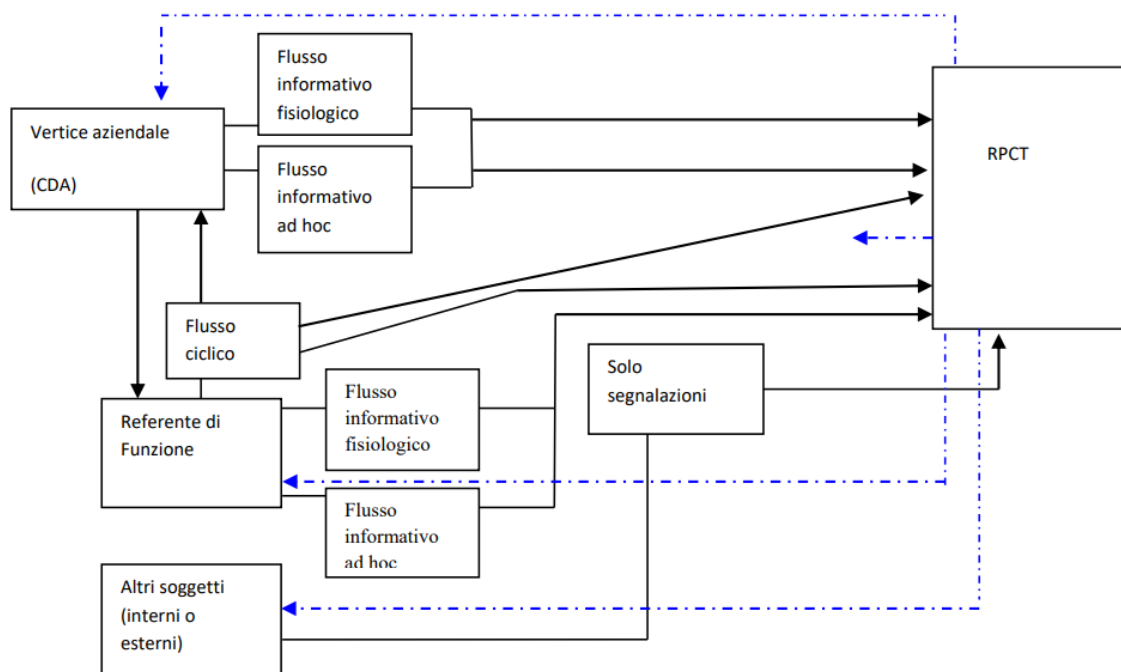 Flusso
informativo
fisiologico
Vertice aziendale
(CDA)
Flusso
informativo
ad hoc
RPCT
Flusso
ciclico
Solo
segnalazioni
Flusso
informativo
fisiologico
Referente di
Funzione
Flusso
informativo
ad hoc
Altri soggetti
(interni o
esterni)